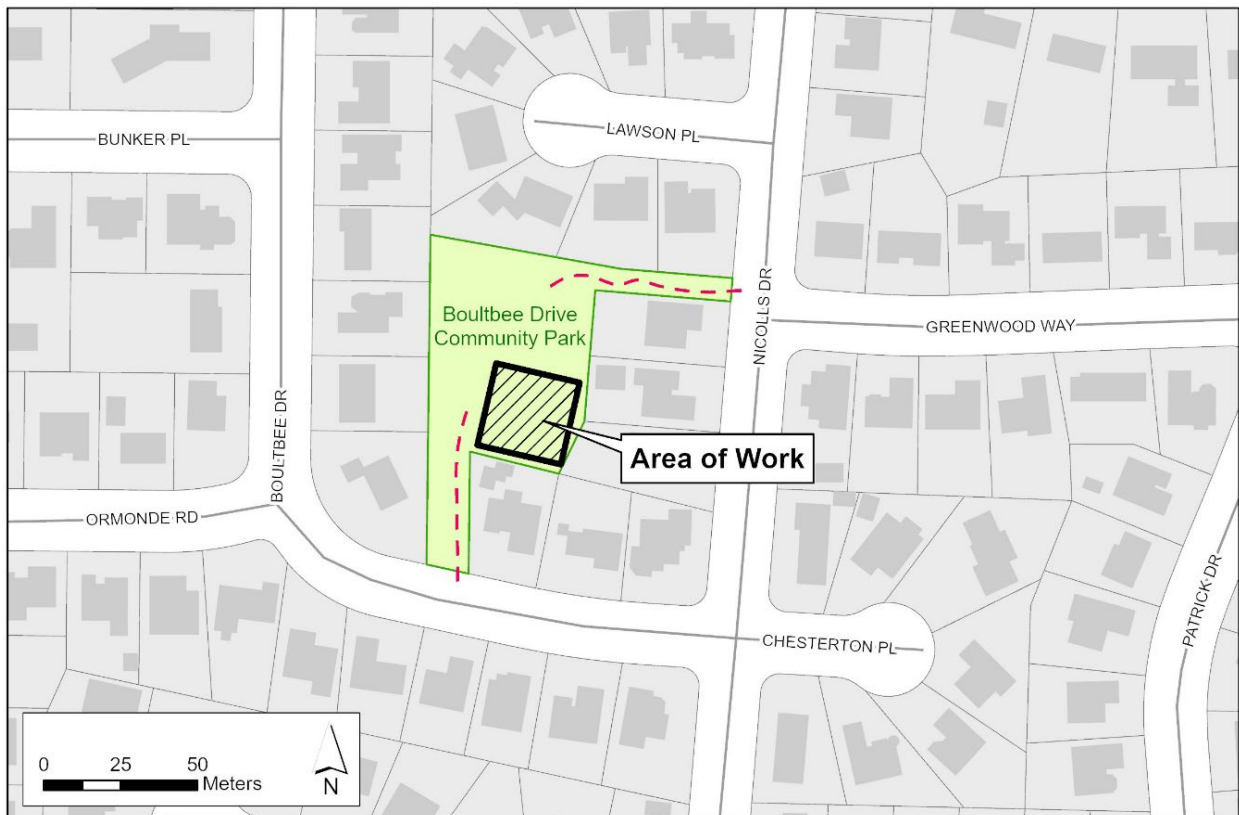 LAWSON PL
BUNKER PL
Boultbee Drive
Community Park
NICOLLS DR
GREENWOOD WAY
BOULTBEE DR
Area of Work
ORMONDE RD
PATRICK DR
CHESTERTON PL
0 25 50
Meters
N